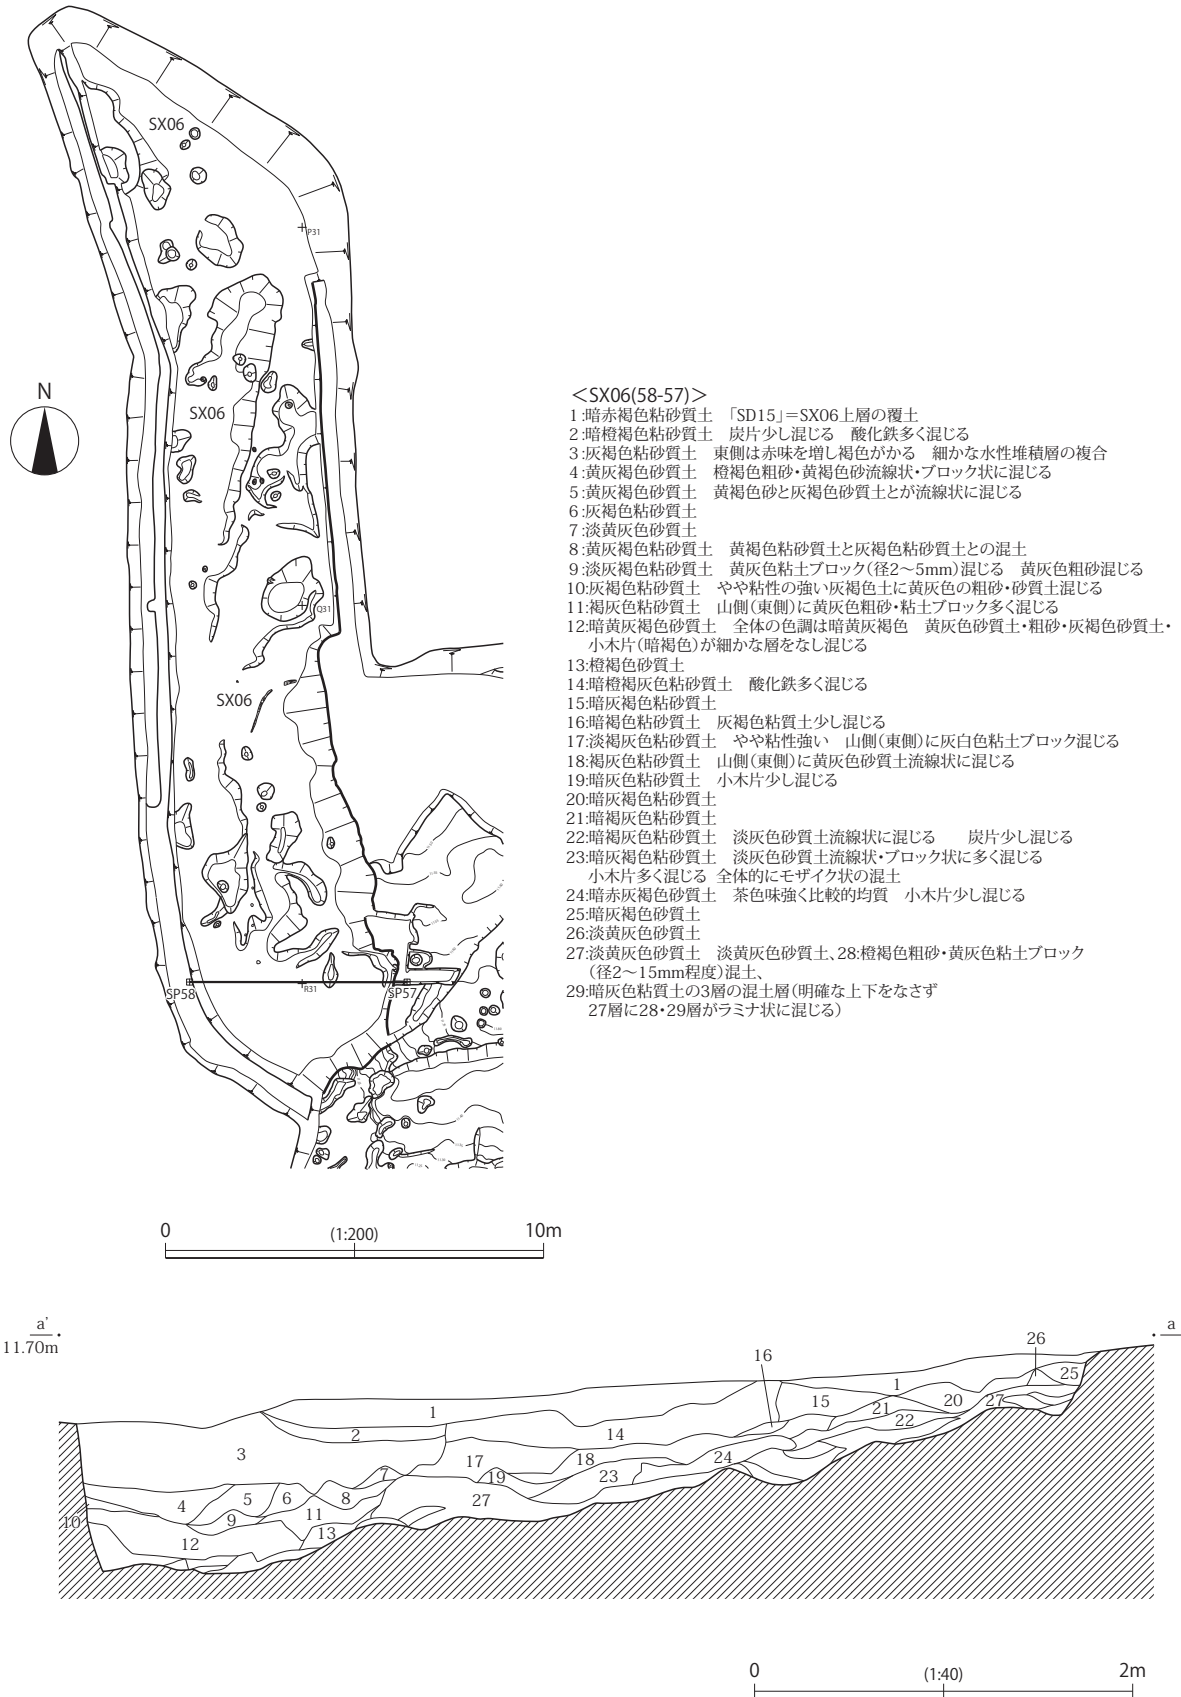 SX06
P31
N
SX06
Q31
SX06
SP58
R31
SP57
＜SX06(58-57)＞
1:暗赤褐色粘砂質土　「SD15」＝SX06上層の覆土
2:暗橙褐色粘砂質土　炭片少し混じる　酸化鉄多く混じる
3:灰褐色粘砂質土　東側は赤味を増し褐色がかる　細かな水性堆積層の複合
4:黄灰褐色砂質土　橙褐色粗砂・黄褐色砂流線状・ブロック状に混じる
5:黄灰褐色砂質土　黄褐色砂と灰褐色砂質土とが流線状に混じる
6:灰褐色粘砂質土
7:淡黄灰色砂質土
8:黄灰褐色粘砂質土　黄褐色粘砂質土と灰褐色粘砂質土との混土
9:淡灰褐色粘砂質土　黄灰色粘土ブロック(径2～5mm)混じる　黄灰色粗砂混じる
10:灰褐色粘砂質土　やや粘性の強い灰褐色土に黄灰色の粗砂・砂質土混じる
11:褐灰色粘砂質土　山側(東側)に黄灰色粗砂・粘土ブロック多く混じる
12:暗黄灰褐色砂質土　全体の色調は暗黄灰褐色　黄灰色砂質土・粗砂・灰褐色砂質土・
小木片(暗褐色)が細かな層をなし混じる
13:橙褐色砂質土
14:暗橙褐灰色粘砂質土　酸化鉄多く混じる
15:暗灰褐色粘砂質土
16:暗褐色粘砂質土　灰褐色粘質土少し混じる
17:淡褐灰色粘砂質土　やや粘性強い　山側(東側)に灰白色粘土ブロック混じる
18:褐灰色粘砂質土　山側(東側)に黄灰色砂質土流線状に混じる
19:暗灰色粘砂質土　小木片少し混じる
20:暗灰褐色粘砂質土
21:暗褐灰色粘砂質土
22:暗褐灰色粘砂質土　淡灰色砂質土流線状に混じる　　炭片少し混じる
23:暗灰褐色粘砂質土　淡灰色砂質土流線状・ブロック状に多く混じる
小木片多く混じる 全体的にモザイク状の混土
24:暗赤灰褐色砂質土　茶色味強く比較的均質　小木片少し混じる
25:暗灰褐色砂質土
26:淡黄灰色砂質土
27:淡黄灰色砂質土　淡黄灰色砂質土、28:橙褐色粗砂・黄灰色粘土ブロック
（径2～15mm程度）混土、
29:暗灰色粘質土の3層の混土層（明確な上下をなさず
27層に28・29層がラミナ状に混じる）
0 (1:200) 10m
a'
11.70m
a
26
16
25
1
1
15
20
27
21
22
2
14
3
17
18
24
7
19
23
4
5
6
8
27
9
11
10
12
13
0 (1:40) 2m